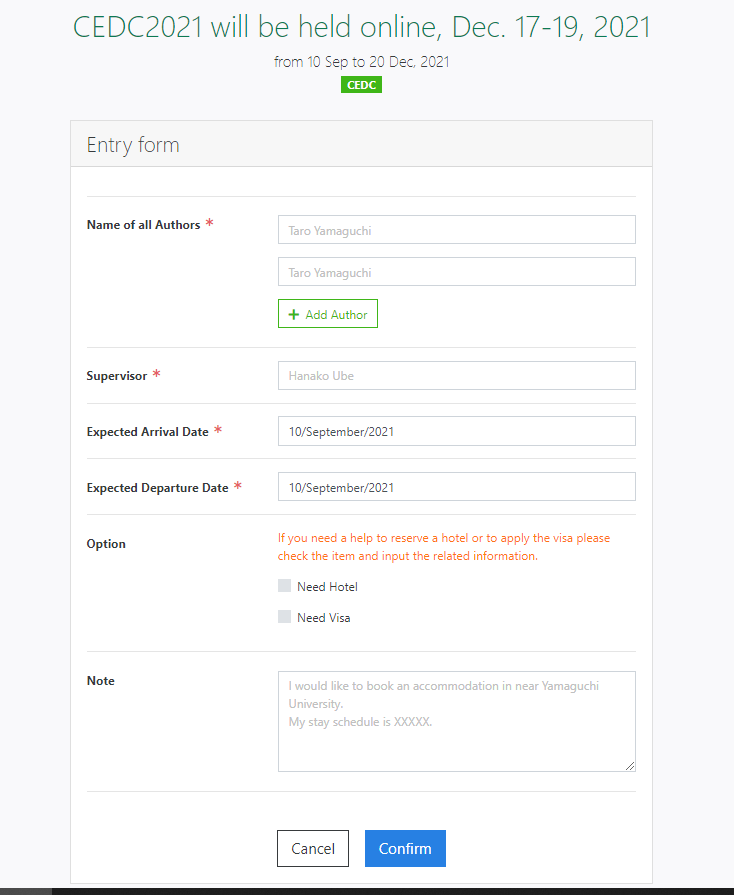 CEDC2021 will be held online, Dec. 17-19, 2021
from 10 Sep to 20 Dec, 2021
CEDC
Entry form
Name of all Authors *
Taro Yamaguchi
Taro Yamaguchi
+ Add Author
Supervisor *
Hanako Ube
Expected Arrival Date *
10/September/2021
Expected Departure Date *
10/September/2021
Option
If you need a help to reserve a hotel or to apply the visa please
check the item and input the related information.
Need Hotel
Need Visa
Note
I would like to book an accommodation in near Yamaguchi
University.
My stay schedule is XXXXX.
Cancel
Confirm